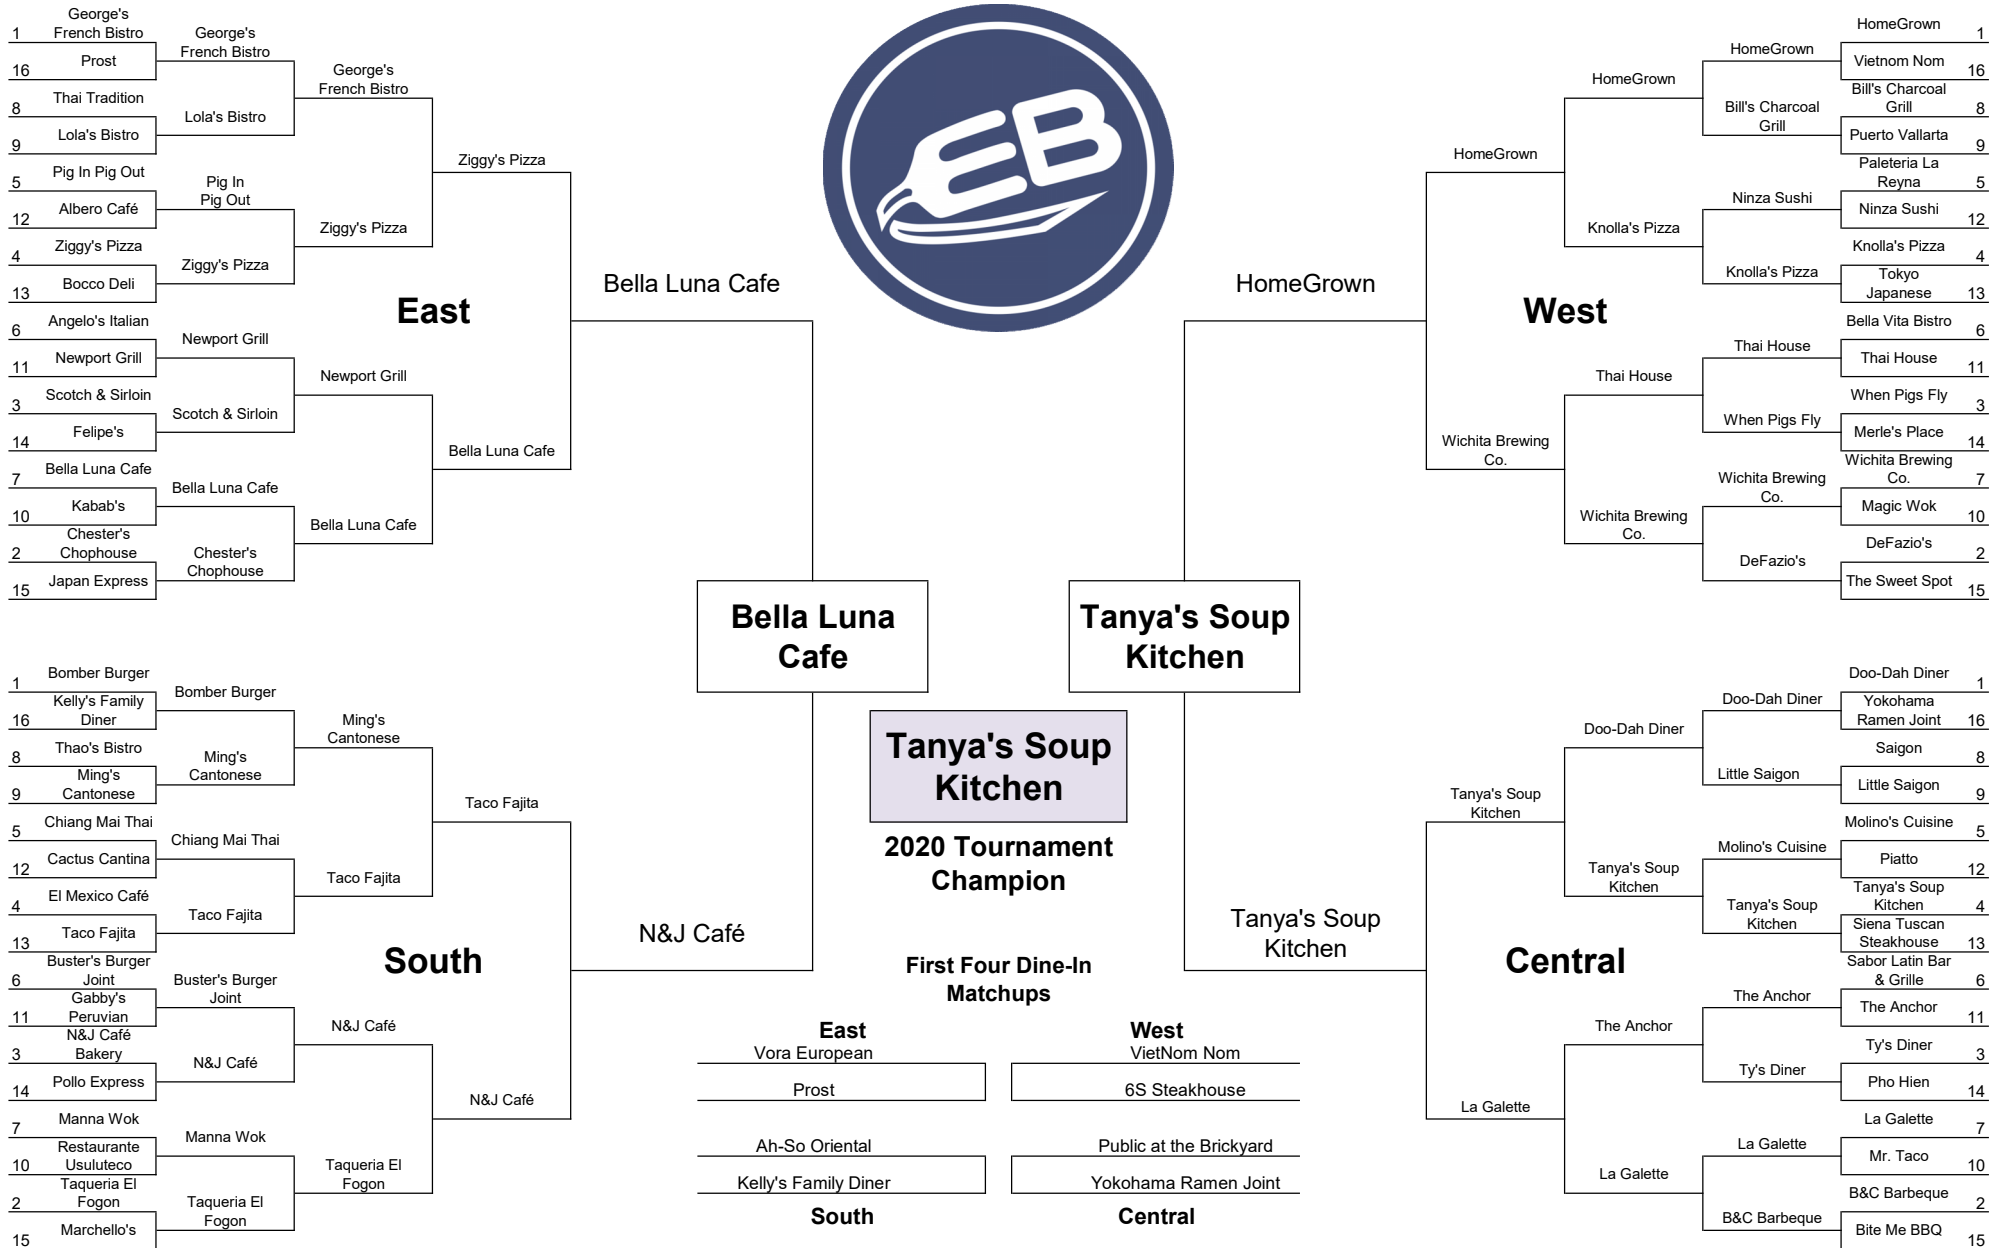 George's
1 French Bistro
Prost
16
Thai Tradition
8
Lola's Bistro
9
Pig In Pig Out
5
Albero Café
12
Ziggy's Pizza
4
Bocco Deli
13
Angelo's Italian
6
Newport Grill
11
Scotch & Sirloin
3
Felipe's
14
Bella Luna Cafe
7
Kabab's
10
Chester's
2 Chophouse
Japan Express
15
George's
French Bistro
Lola's Bistro
Pig In
Pig Out
Ziggy's Pizza
Newport Grill
Scotch & Sirloin
Bella Luna Cafe
Chester's
Chophouse
George's
French Bistro
Ziggy's Pizza
Newport Grill
Bella Luna Cafe
Ziggy's Pizza
Bella Luna Cafe
East
Bella Luna Cafe
EB
HomeGrown
West
HomeGrown
Wichita Brewing
Co.
HomeGrown
Knolla's Pizza
Thai House
Wichita Brewing
Co.
HomeGrown
Bill's Charcoal
Grill
Ninza Sushi
Knolla's Pizza
Thai House
When Pigs Fly
Wichita Brewing
Co.
DeFazio's
HomeGrown
1
Vietnom Nom
16
Bill's Charcoal
Grill 8
Puerto Vallarta
9
Paleteria La
Reyna 5
Ninza Sushi
12
Knolla's Pizza
4
Tokyo
Japanese 13
Bella Vita Bistro
6
Thai House
11
When Pigs Fly
3
Merle's Place
14
Wichita Brewing
Co. 7
Magic Wok
10
DeFazio's
2
The Sweet Spot
15
Bella Luna
Cafe
Tanya's Soup
Kitchen
Tanya's Soup
Kitchen
2020 Tournament
Champion
Bomber Burger
1
Kelly's Family
16 Diner
Thao's Bistro
8
Ming's
9 Cantonese
Chiang Mai Thai
5
Cactus Cantina
12
El Mexico Café
4
Taco Fajita
13
Buster's Burger
6 Joint
Gabby's
11 Peruvian
N&J Café
3 Bakery
Pollo Express
14
Manna Wok
7
Restaurante
10 Usuluteco
Taqueria El
2 Fogon
Marchello's
15
Bomber Burger
Ming's
Cantonese
Chiang Mai Thai
Taco Fajita
Buster's Burger
Joint
N&J Café
Manna Wok
Taqueria El
Fogon
Ming's
Cantonese
Taco Fajita
N&J Café
Taqueria El
Fogon
Taco Fajita
N&J Café
South
N&J Café
First Four Dine-In
Matchups
East
Vora European
Prost
West
VietNom Nom
6S Steakhouse
Ah-So Oriental
Kelly's Family Diner
South
Public at the Brickyard
Yokohama Ramen Joint
Central
Tanya's Soup
Kitchen
Central
Tanya's Soup
Kitchen
La Galette
Doo-Dah Diner
Tanya's Soup
Kitchen
The Anchor
La Galette
Doo-Dah Diner
Little Saigon
Molino's Cuisine
Tanya's Soup
Kitchen
The Anchor
Ty's Diner
La Galette
B&C Barbeque
Doo-Dah Diner
1
Yokohama
Ramen Joint 16
Saigon
8
Little Saigon
9
Molino's Cuisine
5
Piatto
12
Tanya's Soup
Kitchen 4
Siena Tuscan
Steakhouse 13
Sabor Latin Bar
& Grille 6
The Anchor
11
Ty's Diner
3
Pho Hien
14
La Galette
7
Mr. Taco
10
B&C Barbeque
2
Bite Me BBQ
15